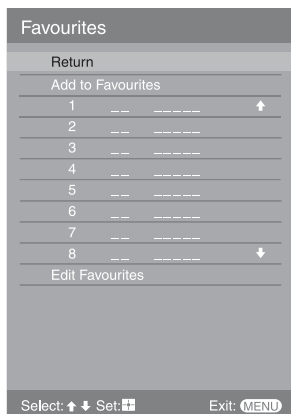 Favourites
Return
Add to Favourites
1 __ _____
2 __ _____
3 __ _____
4 __ _____
5 __ _____
6 __ _____
7 __ _____
8 __ _____
Edit Favourites
Select: Set: Exit: MENU